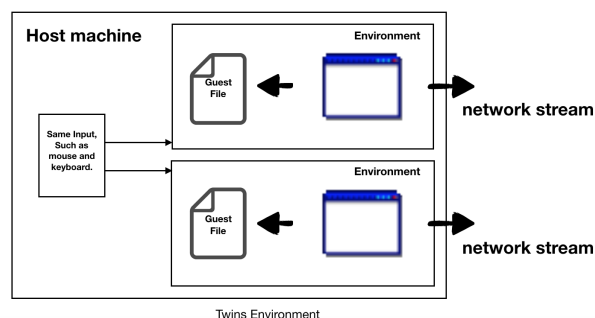 Host machine
Environment
Guest
File
network stream
Same Input,
Such as
mouse and
keyboard.
Environment
Guest
File
network stream
Twins Environment